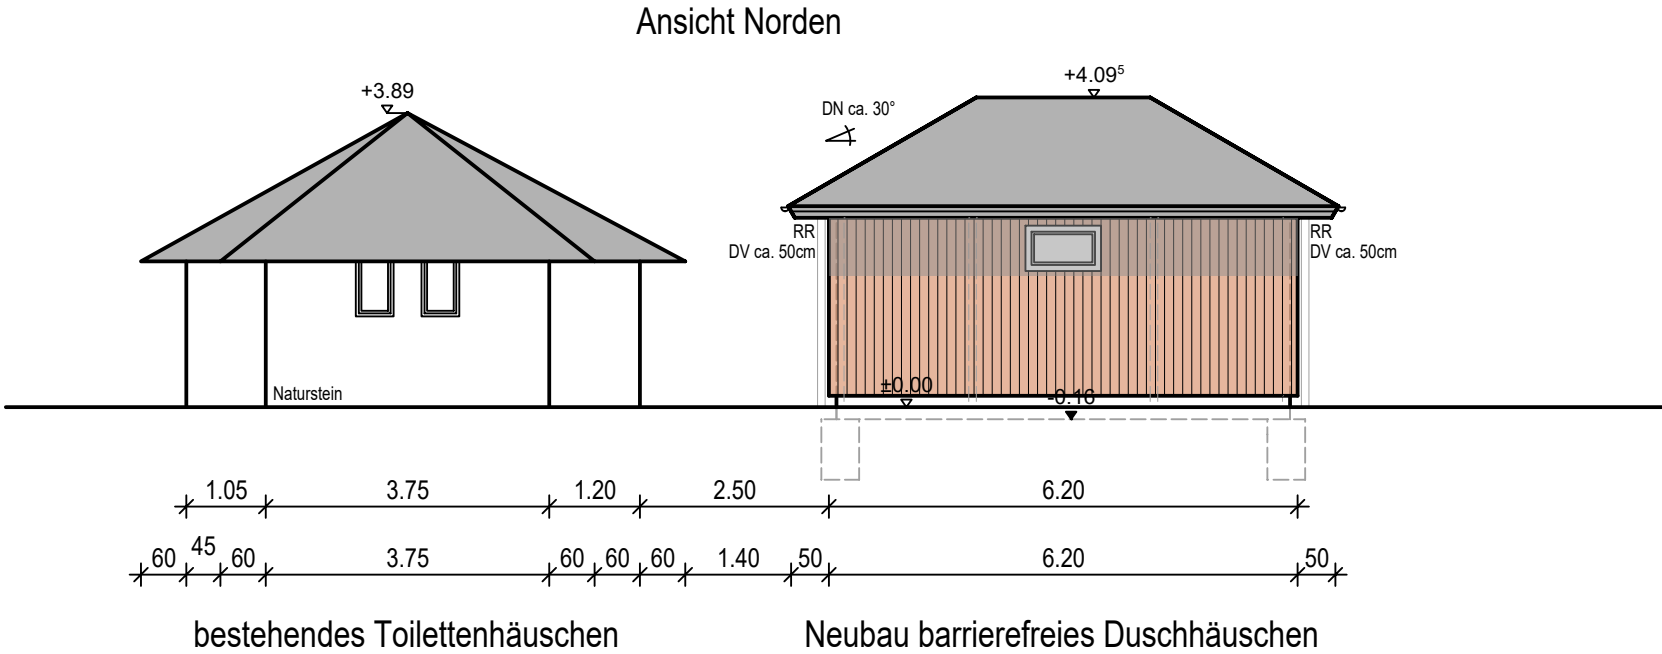 Ansicht Norden
+3.89
+4.09⁵
DN ca. 30°
RR
DV ca. 50cm
RR
DV ca. 50cm
Naturstein
±0.00
-0.16
1.05 3.75 1.20 2.50 6.20
60 45 60 3.75 60 60 60 1.40 50 6.20 50
bestehendes Toilettenhäuschen
Neubau barrierefreies Duschhäuschen